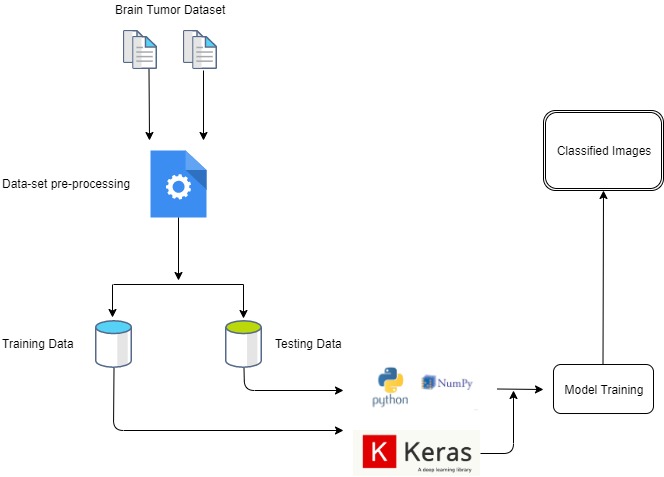 Brain Tumor Dataset
Classified Images
Data-set pre-processing
Training Data
Testing Data
python
NumPy
Model Training
K Keras
A deep learning library